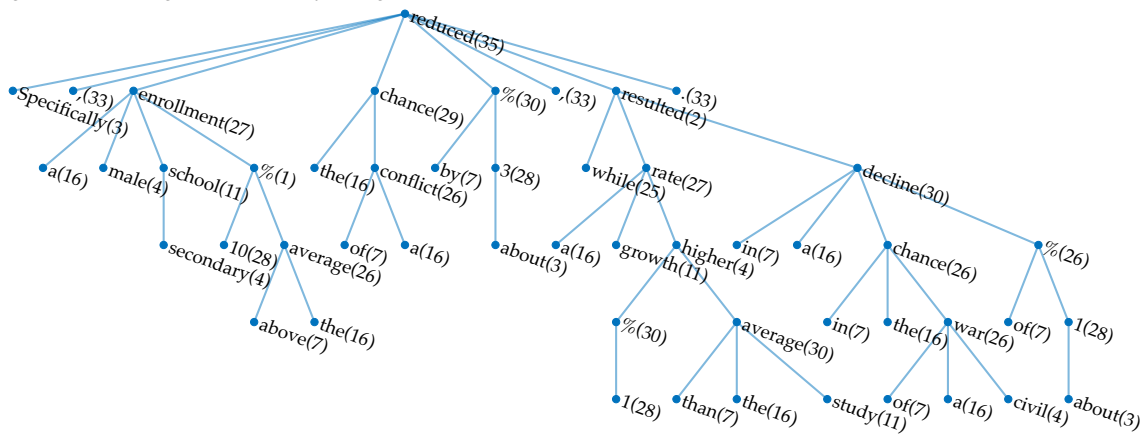 reduced(35)
Specifically(3)
,(33)
enrollment(27)
chance(29)
%(30)
,(33)
resulted(2)
.(33)
a(16)
male(4)
school(11)
%(1)
the(16)
conflict(26)
by(7)
3(28)
while(25)
rate(27)
decline(30)
secondary(4)
10(28)
average(26)
of(7)
a(16)
about(3)
a(16)
growth(11)
higher(4)
in(7)
a(16)
chance(26)
%(26)
above(7)
the(16)
%(30)
average(30)
in(7)
the(16)
war(26)
of(7)
1(28)
1(28)
than(7)
the(16)
study(11)
of(7)
a(16)
civil(4)
about(3)